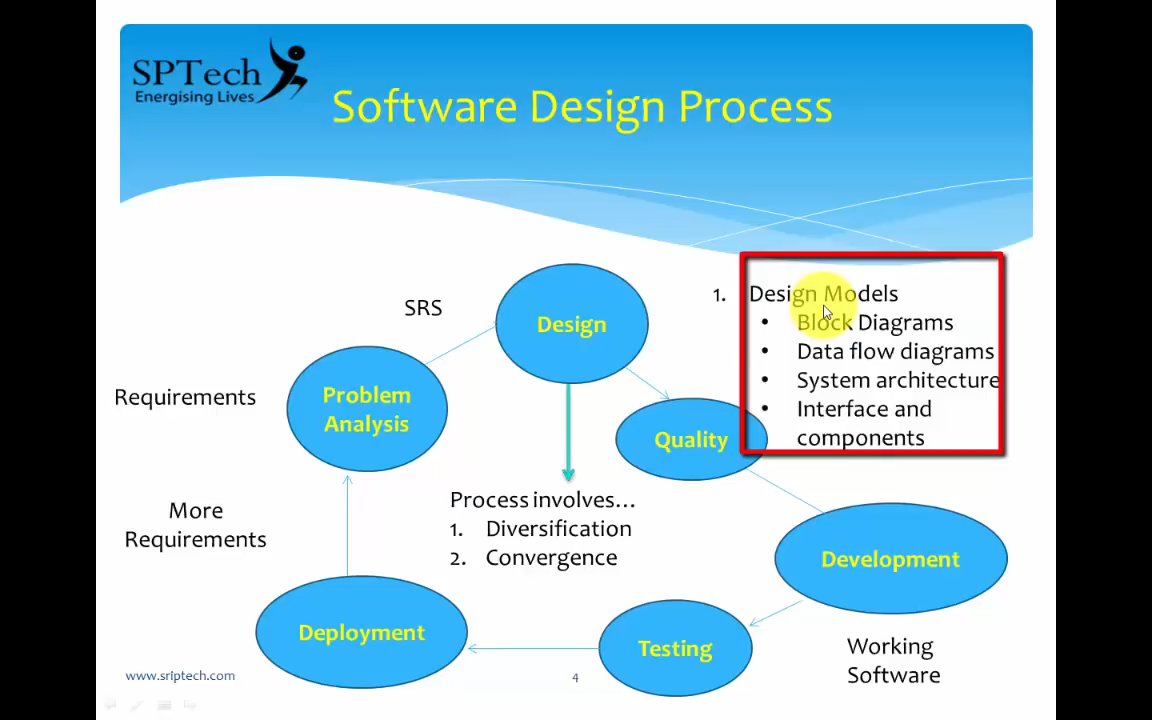 SPTech
Energising Lives
Software Design Process
SRS
Design
1. Design Models
• Block Diagrams
• Data flow diagrams
• System architecture
• Interface and
components
Requirements
Problem
Analysis
Quality
More
Requirements
Process involves...
1. Diversification
2. Convergence
Development
Deployment
Testing
Working
Software
www.sriptech.com
4